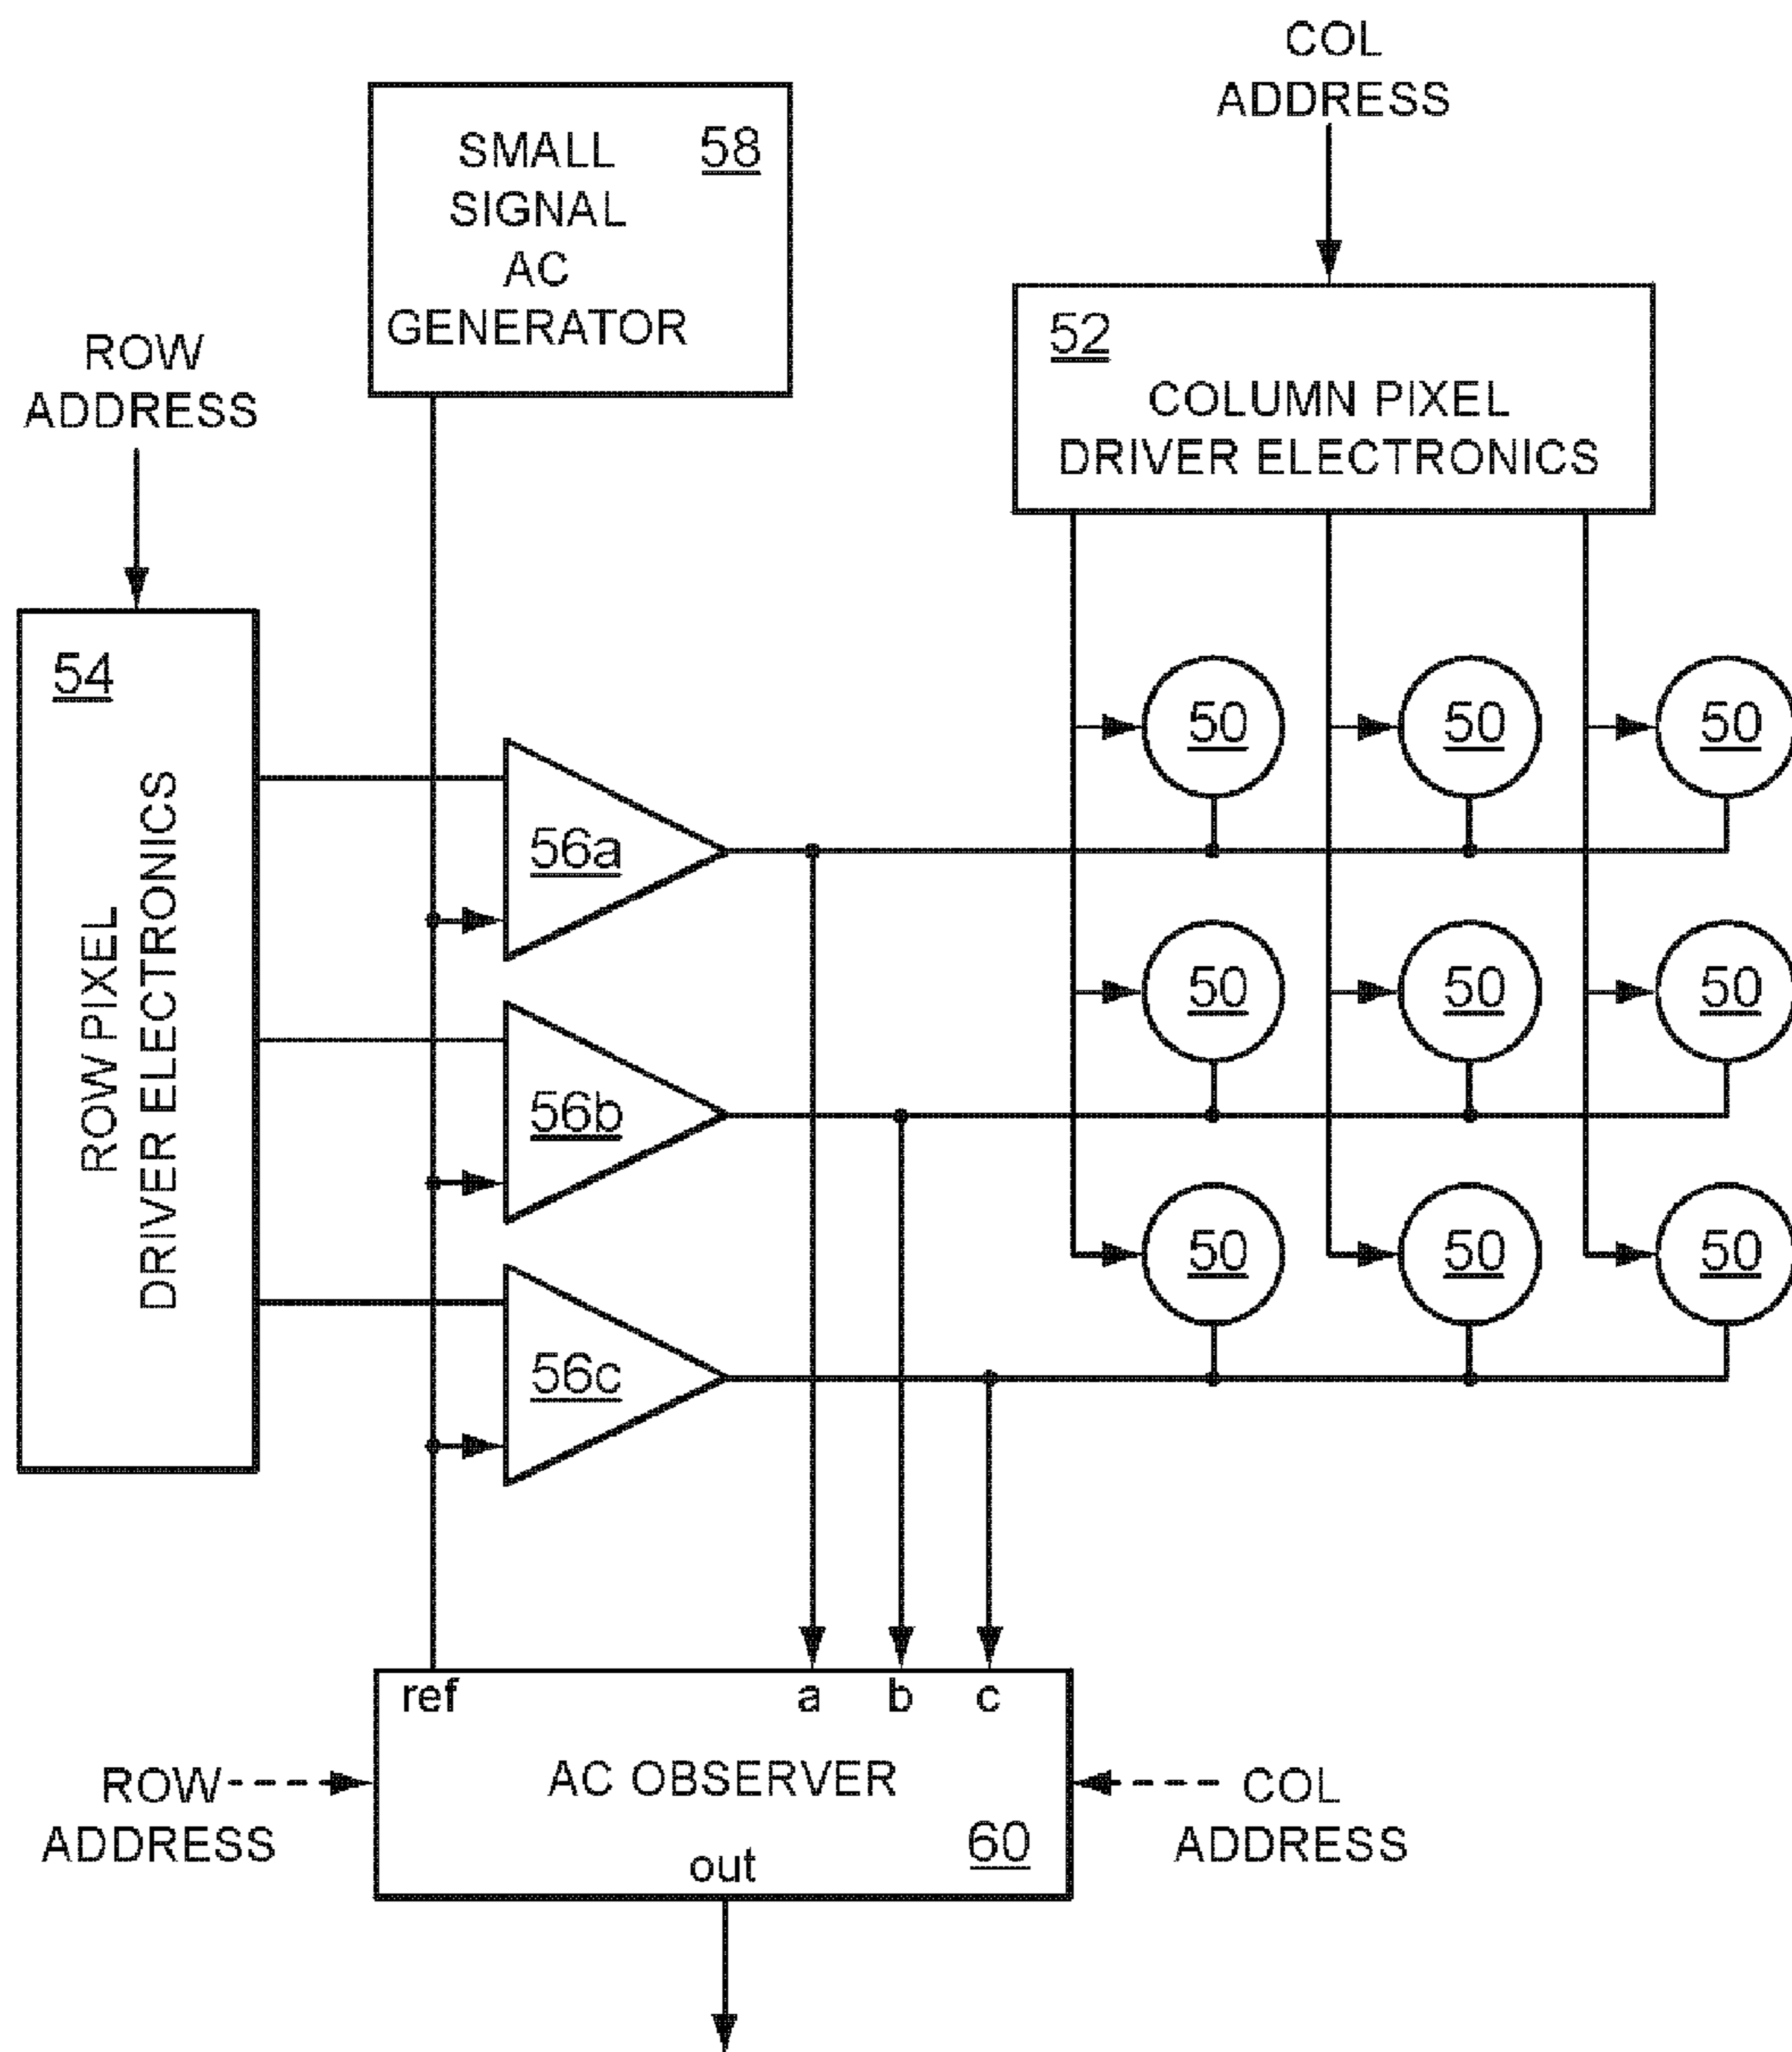 COL
ADDRESS
SMALL
SIGNAL
AC
GENERATOR
58
ROW
ADDRESS
52
COLUMN PIXEL
DRIVER ELECTRONICS
54
ROW PIXEL
DRIVER ELECTRONICS
50 50 50
56a
50 50 50
56b
50 50 50
56c
ref a b c
AC OBSERVER
60
out
ROW
ADDRESS
COL
ADDRESS